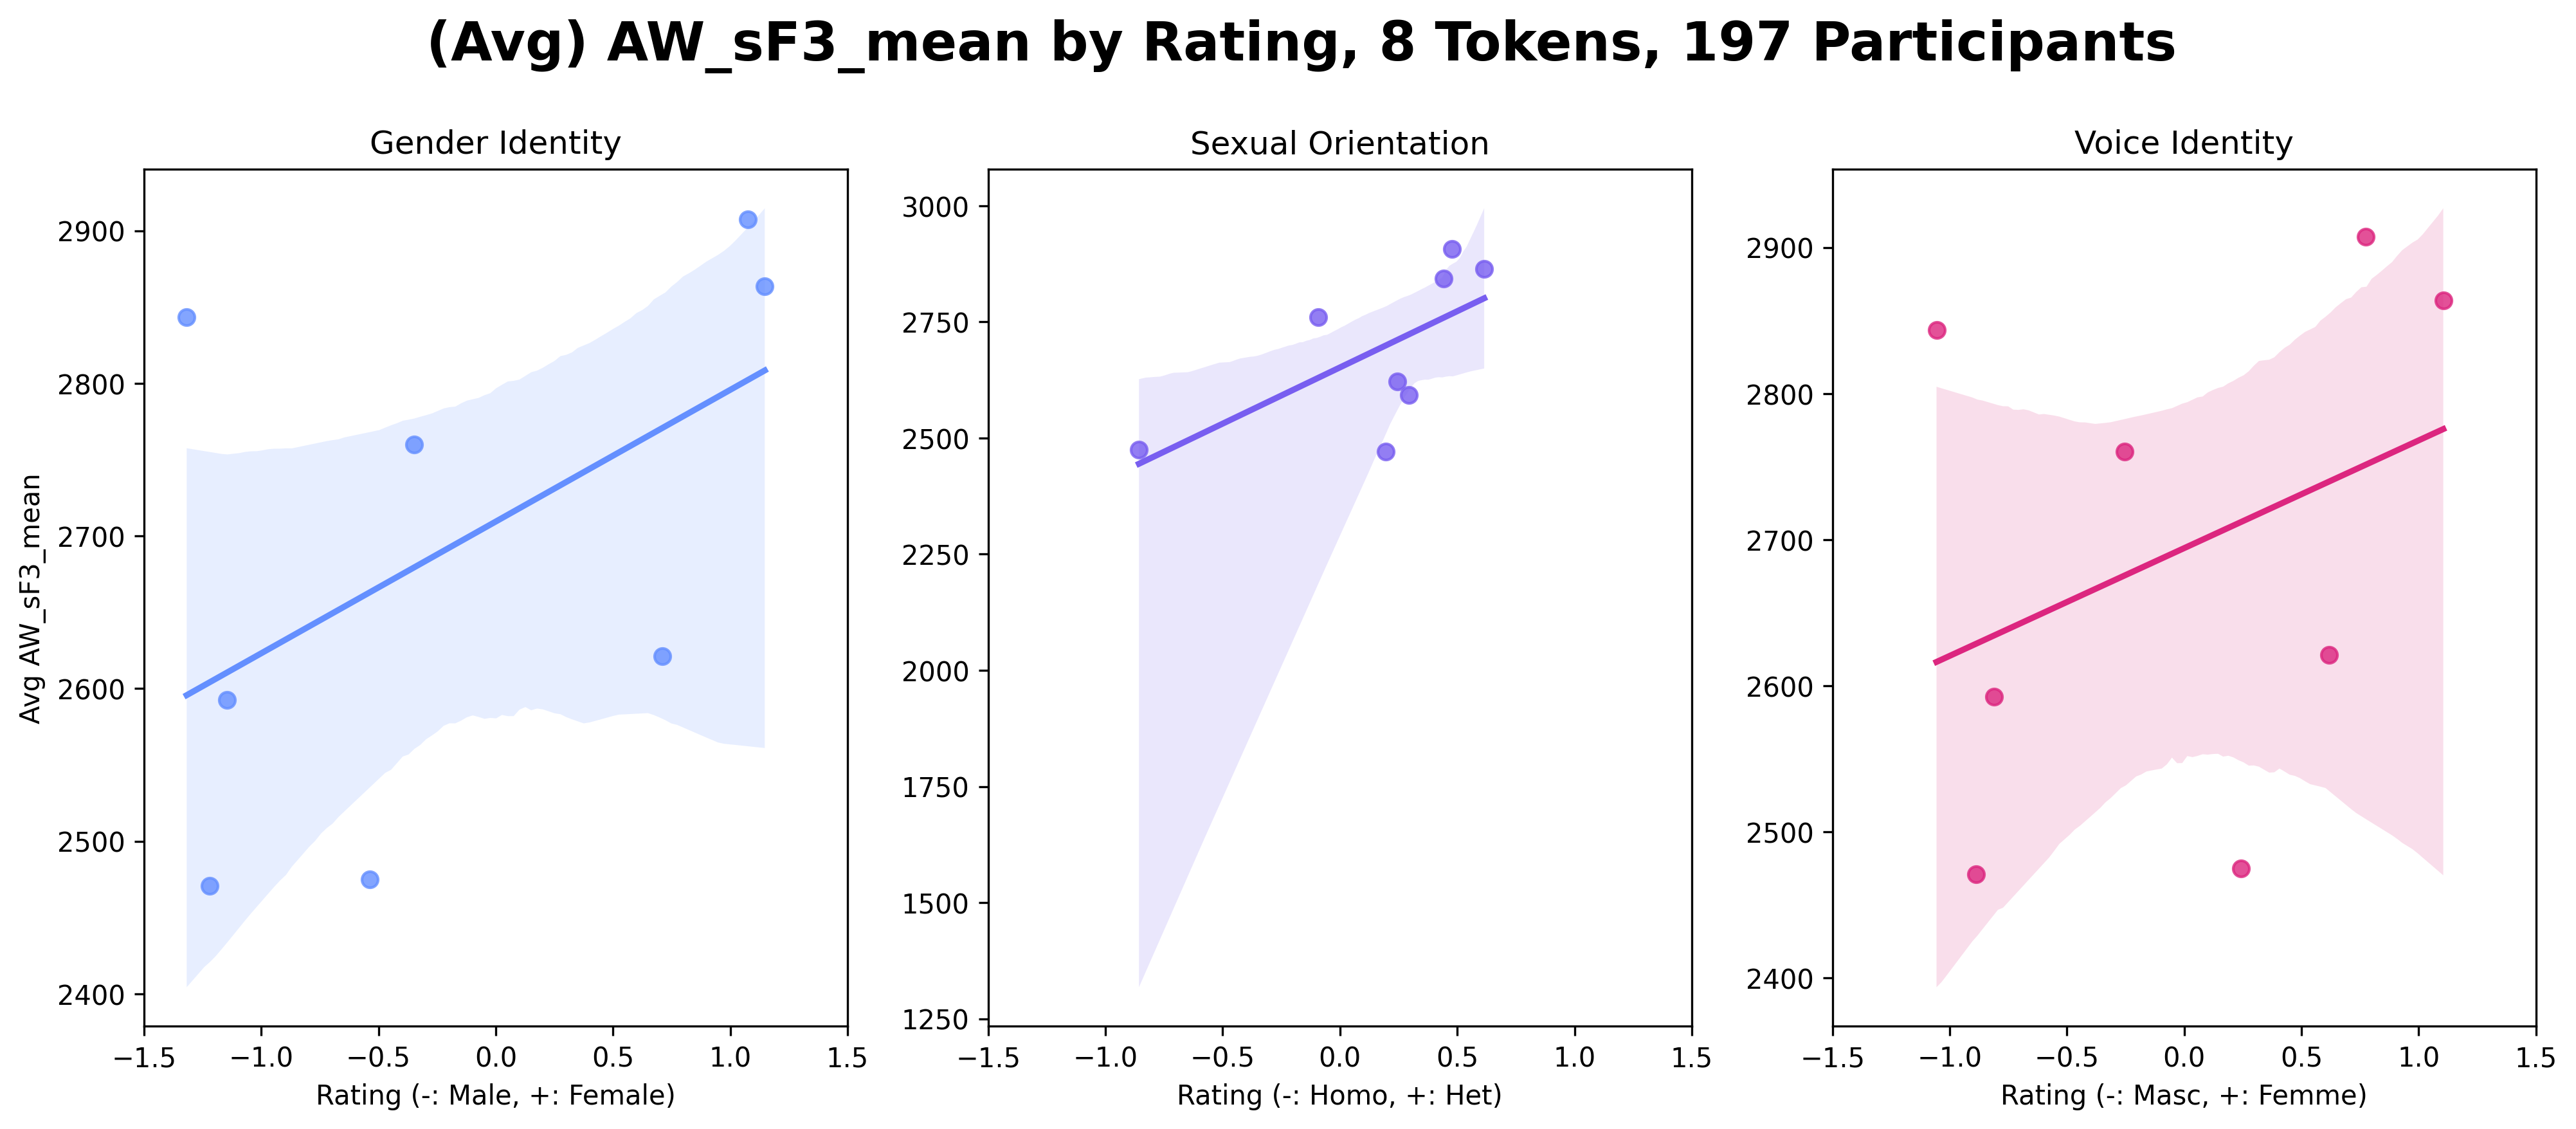 (Avg) AW_sF3_mean by Rating, 8 Tokens, 197 Participants
Gender Identity
Avg AW_sF3_mean
2900
2800
2700
2600
2500
2400
−1.5 −1.0 −0.5 0.0 0.5 1.0 1.5
Rating (-: Male, +: Female)
Sexual Orientation
3000
2750
2500
2250
2000
1750
1500
1250
−1.5 −1.0 −0.5 0.0 0.5 1.0 1.5
Rating (-: Homo, +: Het)
Voice Identity
2900
2800
2700
2600
2500
2400
−1.5 −1.0 −0.5 0.0 0.5 1.0 1.5
Rating (-: Masc, +: Femme)